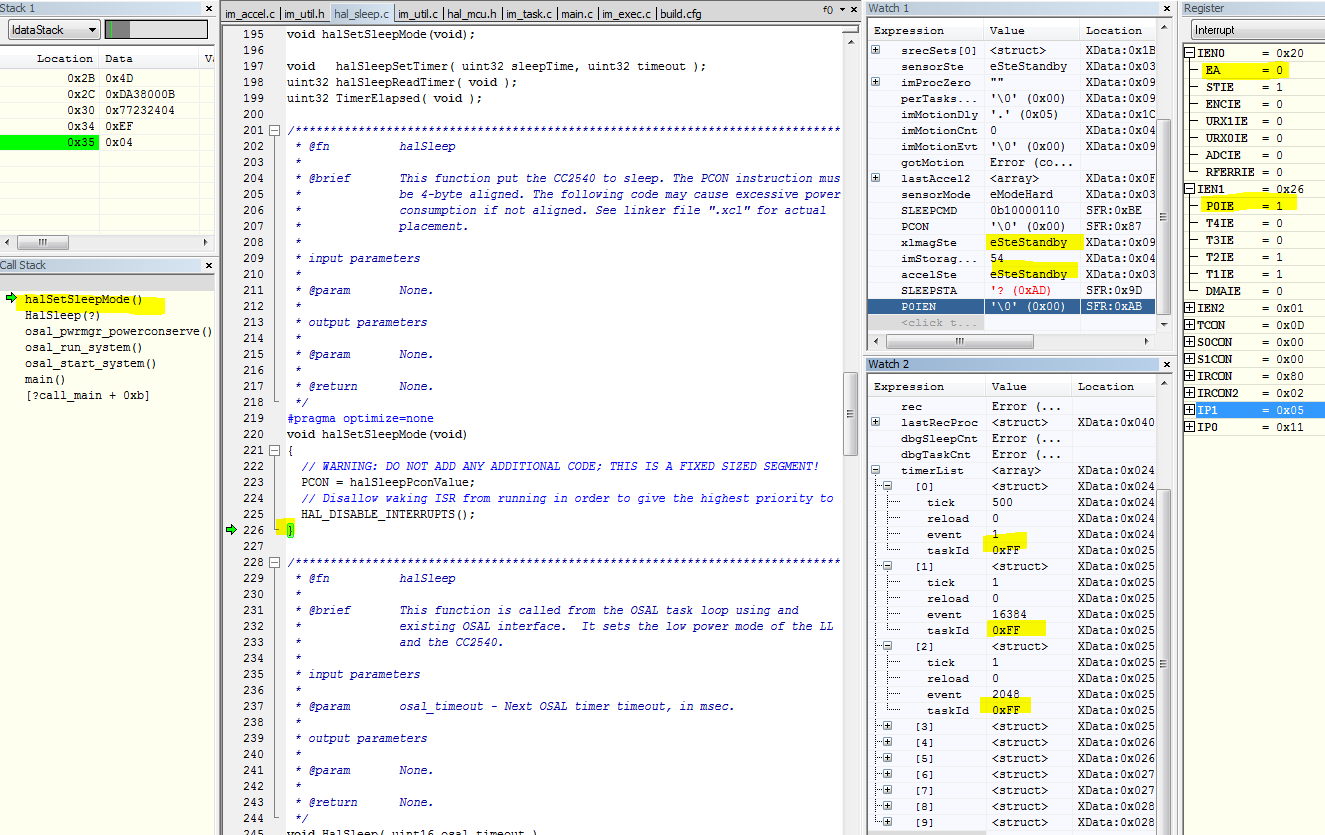 Stack 1
IdataStack
Location Data
0x2B 0x4D
0x2C 0xDA38000B
0x30 0x77232404
0x34 0xEF
0x35 0x04
Call Stack
halSetSleepMode()
HalSleep(?)
osal_pwrmgr_powerconserve()
osal_run_system()
osal_start_system()
main()
[?call_main + 0xb]
im_accel.c | im_util.h | hal_sleep.c | im_util.c | hal_mcu.h | im_task.c | main.c | im_exec.c | build.cfg
f0
195 void halSetSleepMode(void);
196
197 void   halSleepSetTimer( uint32 sleepTime, uint32 timeout );
198 uint32 halSleepReadTimer( void );
199 uint32 TimerElapsed( void );
200
201 /*********************************************************************************
202 * @fn          halSleep
203 *
204 * @brief       This function put the CC2540 to sleep. The PCON instruction mus
205 *              be 4-byte aligned. The following code may cause excessive power
206 *              consumption if not aligned. See linker file ".xcl" for actual
207 *              placement.
208 *
209 * input parameters
210 *
211 * @param       None.
212 *
213 * output parameters
214 *
215 * @param       None.
216 *
217 * @return      None.
218 */
219 #pragma optimize=none
220 void halSetSleepMode(void)
221 {
222   // WARNING: DO NOT ADD ANY ADDITIONAL CODE; THIS IS A FIXED SIZED SEGMENT!
223   PCON = halSleepPconValue;
224   // Disallow waking ISR from running in order to give the highest priority to
225   HAL_DISABLE_INTERRUPTS();
226 }
227
228 /*********************************************************************************
229 * @fn          halSleep
230 *
231 * @brief       This function is called from the OSAL task loop using and
232 *              existing OSAL interface.  It sets the low power mode of the LL
233 *              and the CC2540.
234 *
235 * input parameters
236 *
237 * @param       osal_timeout - Next OSAL timer timeout, in msec.
238 *
239 * output parameters
240 *
241 * @param       None.
242 *
243 * @return      None.
244 */
245 void HalSleep( uint16 osal_timeout )
Watch 1
Expression Value Location
srecSets[0] <struct> XData:0x1B
sensorSte eSteStandby XData:0x03
imProcZero "" XData:0x09
perTasks... '\0' (0x00) XData:0x09
imMotionDly '.' (0x05) XData:0x1C
imMotionCnt 0 XData:0x04
imMotionEvt '\0' (0x00) XData:0x09
gotMotion Error (co...
lastAccel2 <array> XData:0x0F
sensorMode eModeHard XData:0x03
SLEEPCMD 0b10000110 SFR:0xBE
PCON '\0' (0x00) SFR:0x87
xlmagSte eSteStandby XData:0x09
imStorag... 54 XData:0x04
accelSte eSteStandby XData:0x03
SLEEPSTA '? (0xAD) SFR:0x9D
P0IEN '\0' (0x00) SFR:0xAB
<click t...
Watch 2
Expression Value Location
rec Error (...
lastRecProc <struct> XData:0x040
dbgSleepCnt Error (...
dbgTaskCnt Error (...
timerList <array> XData:0x024
[0] <struct> XData:0x024
tick 500 XData:0x024
reload 0 XData:0x024
event 1 XData:0x024
taskId 0xFF XData:0x025
[1] <struct> XData:0x025
tick 1 XData:0x025
reload 0 XData:0x025
event 16384 XData:0x025
taskId 0xFF XData:0x025
[2] <struct> XData:0x025
tick 1 XData:0x025
reload 0 XData:0x025
event 2048 XData:0x025
taskId 0xFF XData:0x025
[3] <struct> XData:0x025
[4] <struct> XData:0x026
[5] <struct> XData:0x026
[6] <struct> XData:0x027
[7] <struct> XData:0x027
[8] <struct> XData:0x028
[9] <struct> XData:0x028
Register
Interrupt
IEN0 = 0x20
EA = 0
STIE = 1
ENCIE = 0
URX1IE = 0
URX0IE = 0
ADCIE = 0
RFERRIE = 0
IEN1 = 0x26
P0IE = 1
T4IE = 0
T3IE = 0
T2IE = 1
T1IE = 1
DMAIE = 0
IEN2 = 0x01
TCON = 0x0D
S0CON = 0x00
S1CON = 0x00
IRCON = 0x80
IRCON2 = 0x02
IP1 = 0x05
IP0 = 0x11